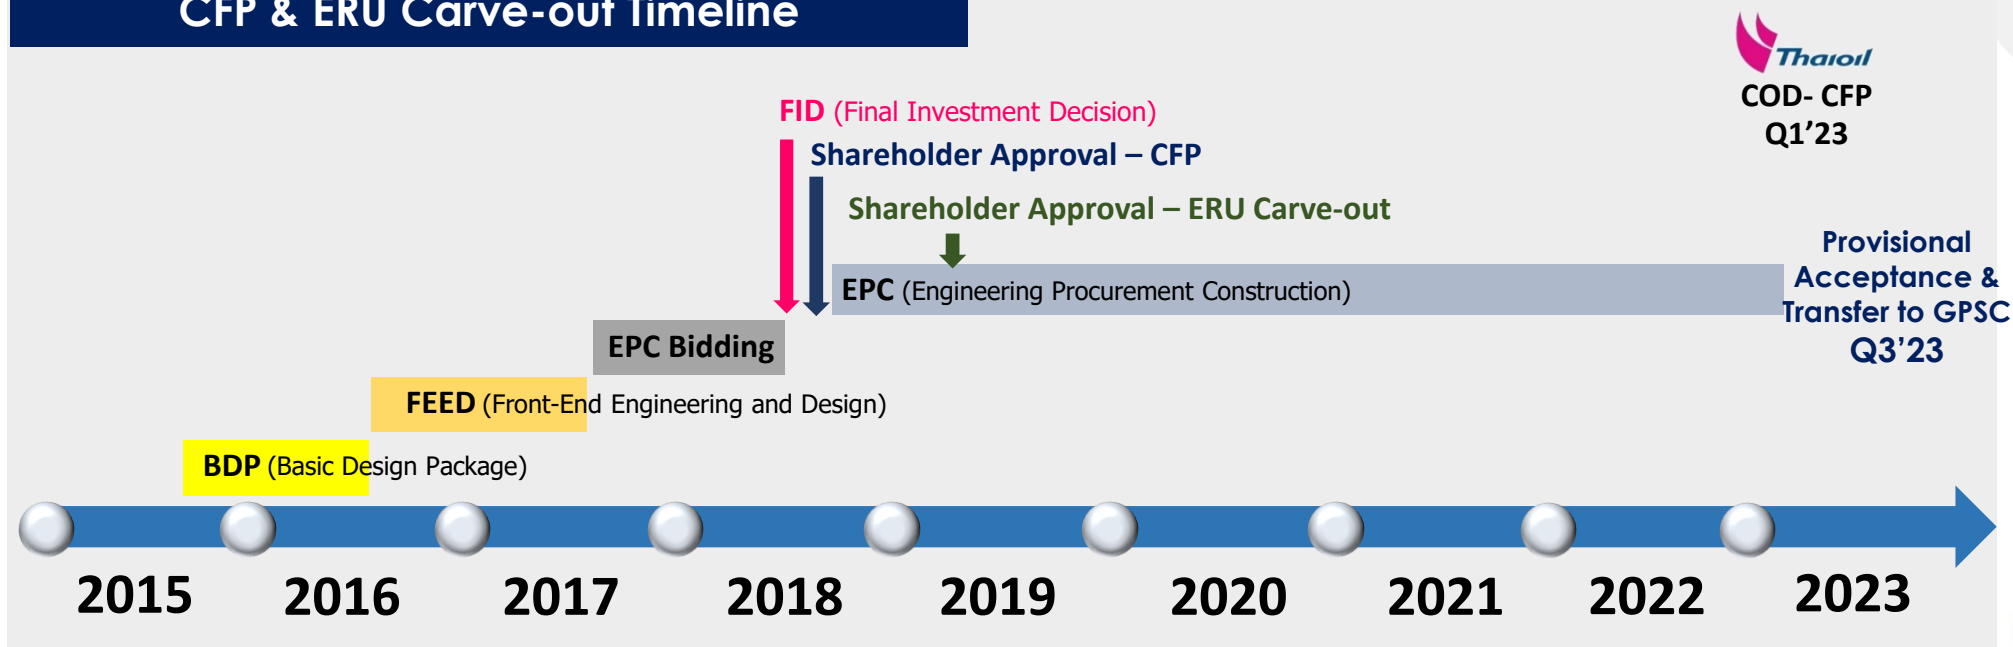 CFP & ERU Carve-out Timeline
Thaioil
COD- CFP
Q1’23
FID (Final Investment Decision)
Shareholder Approval – CFP
Shareholder Approval – ERU Carve-out
Provisional
Acceptance &
Transfer to GPSC
Q3’23
EPC (Engineering Procurement Construction)
EPC Bidding
FEED (Front-End Engineering and Design)
BDP (Basic Design Package)
2015 2016 2017 2018 2019 2020 2021 2022 2023